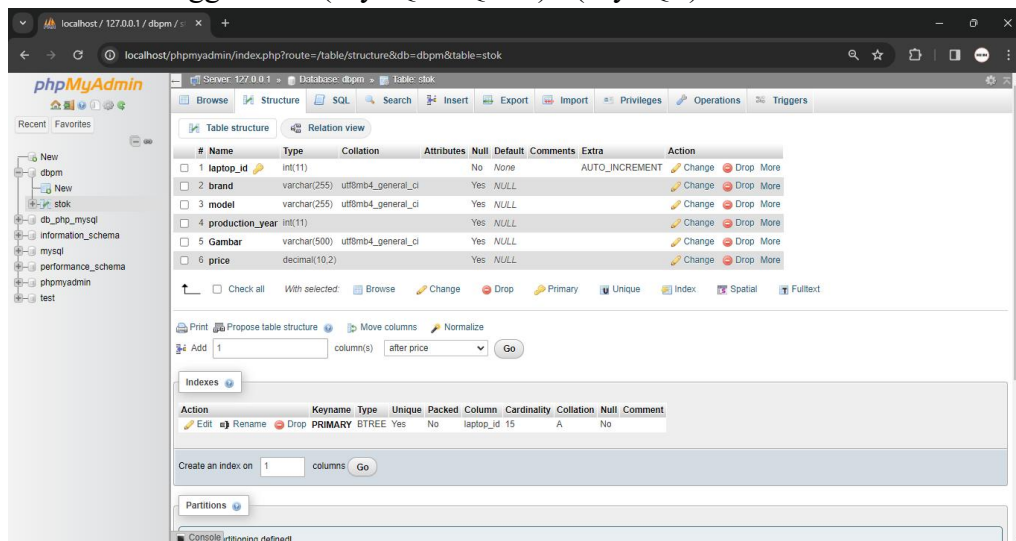 localhost / 127.0.0.1 / dbpm / s
localhost/phpmyadmin/index.php?route=/table/structure&db=dbpm&table=stok
phpMyAdmin
Recent Favorites
New
dbpm
New
stok
db_php_mysql
information_schema
mysql
performance_schema
phpmyadmin
test
Server: 127.0.0.1 » Database: dbpm » Table: stok
Browse Structure SQL Search Insert Export Import Privileges Operations Triggers
Table structure Relation view
# Name Type Collation Attributes Null Default Comments Extra Action
1 laptop_id int(11) No None AUTO_INCREMENT Change Drop More
2 brand varchar(255) utf8mb4_general_ci Yes NULL Change Drop More
3 model varchar(255) utf8mb4_general_ci Yes NULL Change Drop More
4 production_year int(11) Yes NULL Change Drop More
5 Gambar varchar(500) utf8mb4_general_ci Yes NULL Change Drop More
6 price decimal(10,2) Yes NULL Change Drop More
Check all With selected: Browse Change Drop Primary Unique Index Spatial Fulltext
Print Propose table structure Move columns Normalize
Add 1 column(s) after price Go
Indexes
Action Keyname Type Unique Packed Column Cardinality Collation Null Comment
Edit Rename Drop PRIMARY BTREE Yes No laptop_id 15 A No
Create an index on 1 columns Go
Partitions
Console